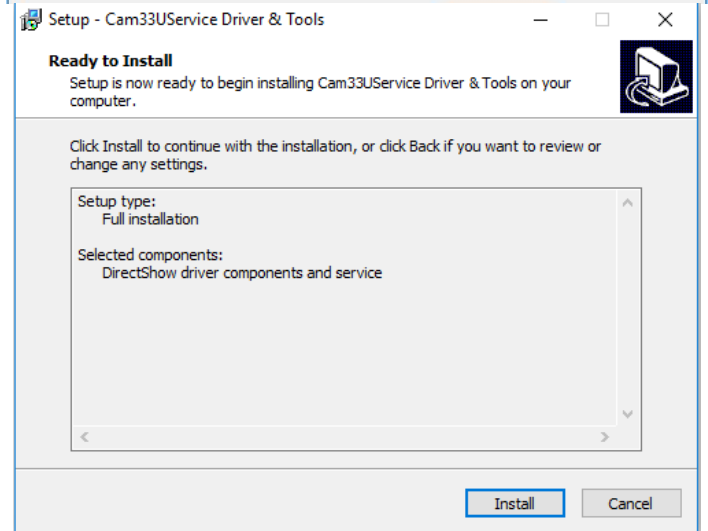 Setup - Cam33UService Driver & Tools
Ready to Install
Setup is now ready to begin installing Cam33UService Driver & Tools on your
computer.
Click Install to continue with the installation, or click Back if you want to review or
change any settings.
Setup type:
Full installation
Selected components:
DirectShow driver components and service
Install
Cancel